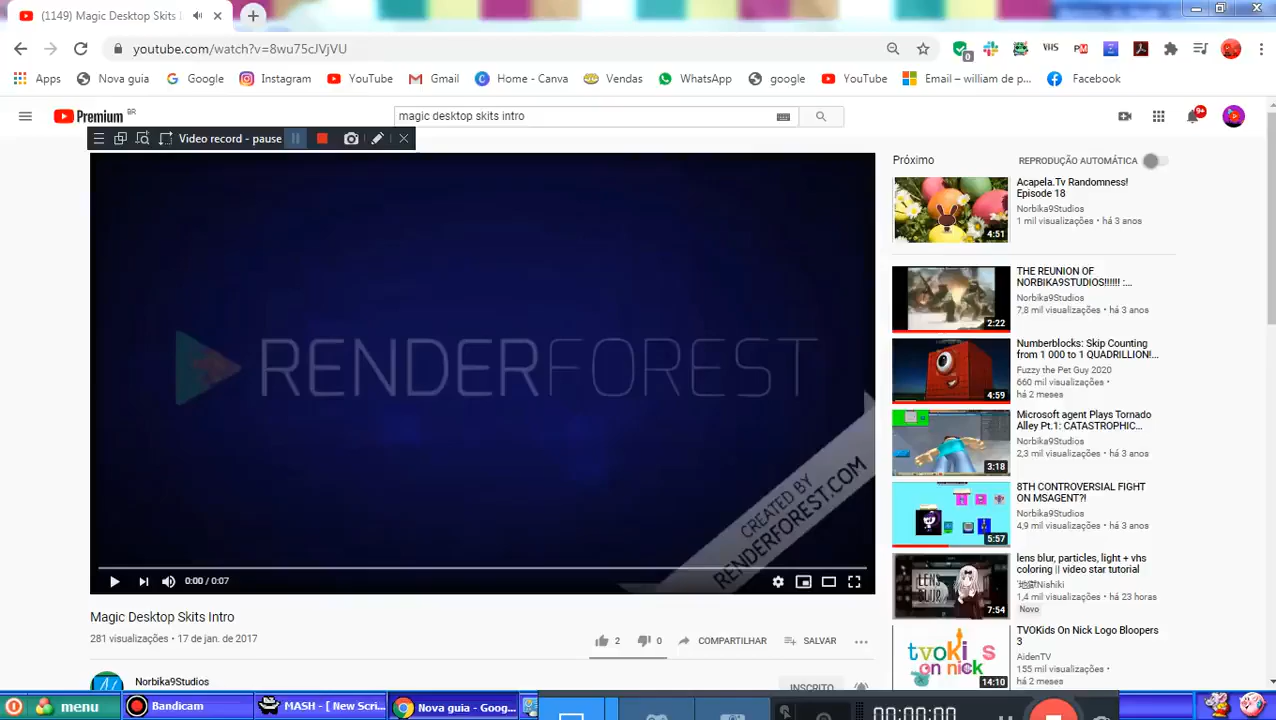 (1149) Magic Desktop Skits I
youtube.com/watch?v=8wu75cJVjVU
VHS
0
Apps Nova guia Google Instagram YouTube Gmail Home - Canva Vendas WhatsApp google YouTube Email – william de p... Facebook
Premium BR
magic desktop skits intro
9+
Video record - pause
RENDERFOREST
CREATED BY
RENDERFOREST.COM
0:00 / 0:07
Magic Desktop Skits Intro
281 visualizações • 17 de jan. de 2017
2 0 COMPARTILHAR SALVAR
Norbika9Studios
INSCRITO
Próximo REPRODUÇÃO AUTOMÁTICA
Acapela.Tv Randomness!
Episode 18
Norbika9Studios
1 mil visualizações • há 3 anos
4:51
THE REUNION OF
NORBIKA9STUDIOS!!!!!! :...
Norbika9Studios
7,8 mil visualizações • há 3 anos
2:22
Numberblocks: Skip Counting
from 1 000 to 1 QUADRILLION!...
Fuzzy the Pet Guy 2020
660 mil visualizações •
há 2 meses
4:59
Microsoft agent Plays Tornado
Alley Pt.1: CATASTROPHIC...
Norbika9Studios
2,3 mil visualizações • há 3 anos
3:18
8TH CONTROVERSIAL FIGHT
ON MSAGENT?!
Norbika9Studios
4,9 mil visualizações • há 3 anos
5:57
lens blur, particles, light + vhs
coloring || video star tutorial
Nishiki
1,4 mil visualizações • há 23 horas
Novo
LENS
BLUR
7:54
TVOKids On Nick Logo Bloopers
3
AidenTV
155 mil visualizações •
há 2 meses
tvokids
on nick
14:10
menu Bandicam MASH - [ New Scri... Nova guia - Goog...
00:00:00